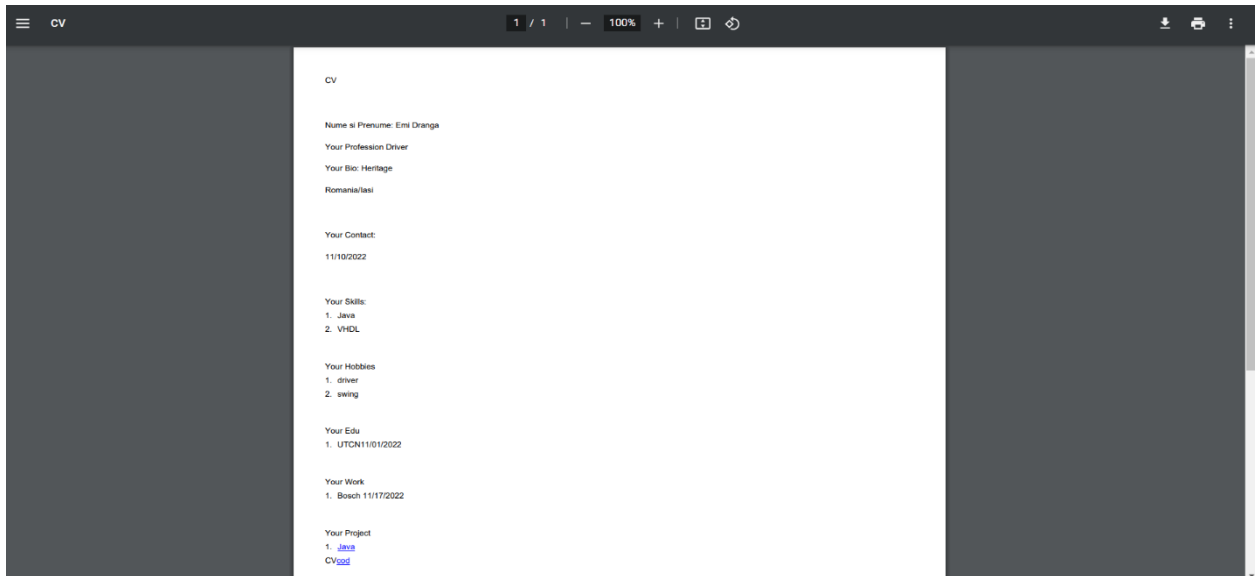 CV
1 / 1
100%
CV
Nume si Prenume: Emi Dranga
Your Profession Driver
Your Bio: Heritage
Romania/Iasi
Your Contact:
11/10/2022
Your Skills:
1. Java
2. VHDL
Your Hobbies
1. driver
2. swing
Your Edu
1. UTCN11/01/2022
Your Work
1. Bosch 11/17/2022
Your Project
1. Java
CVcod